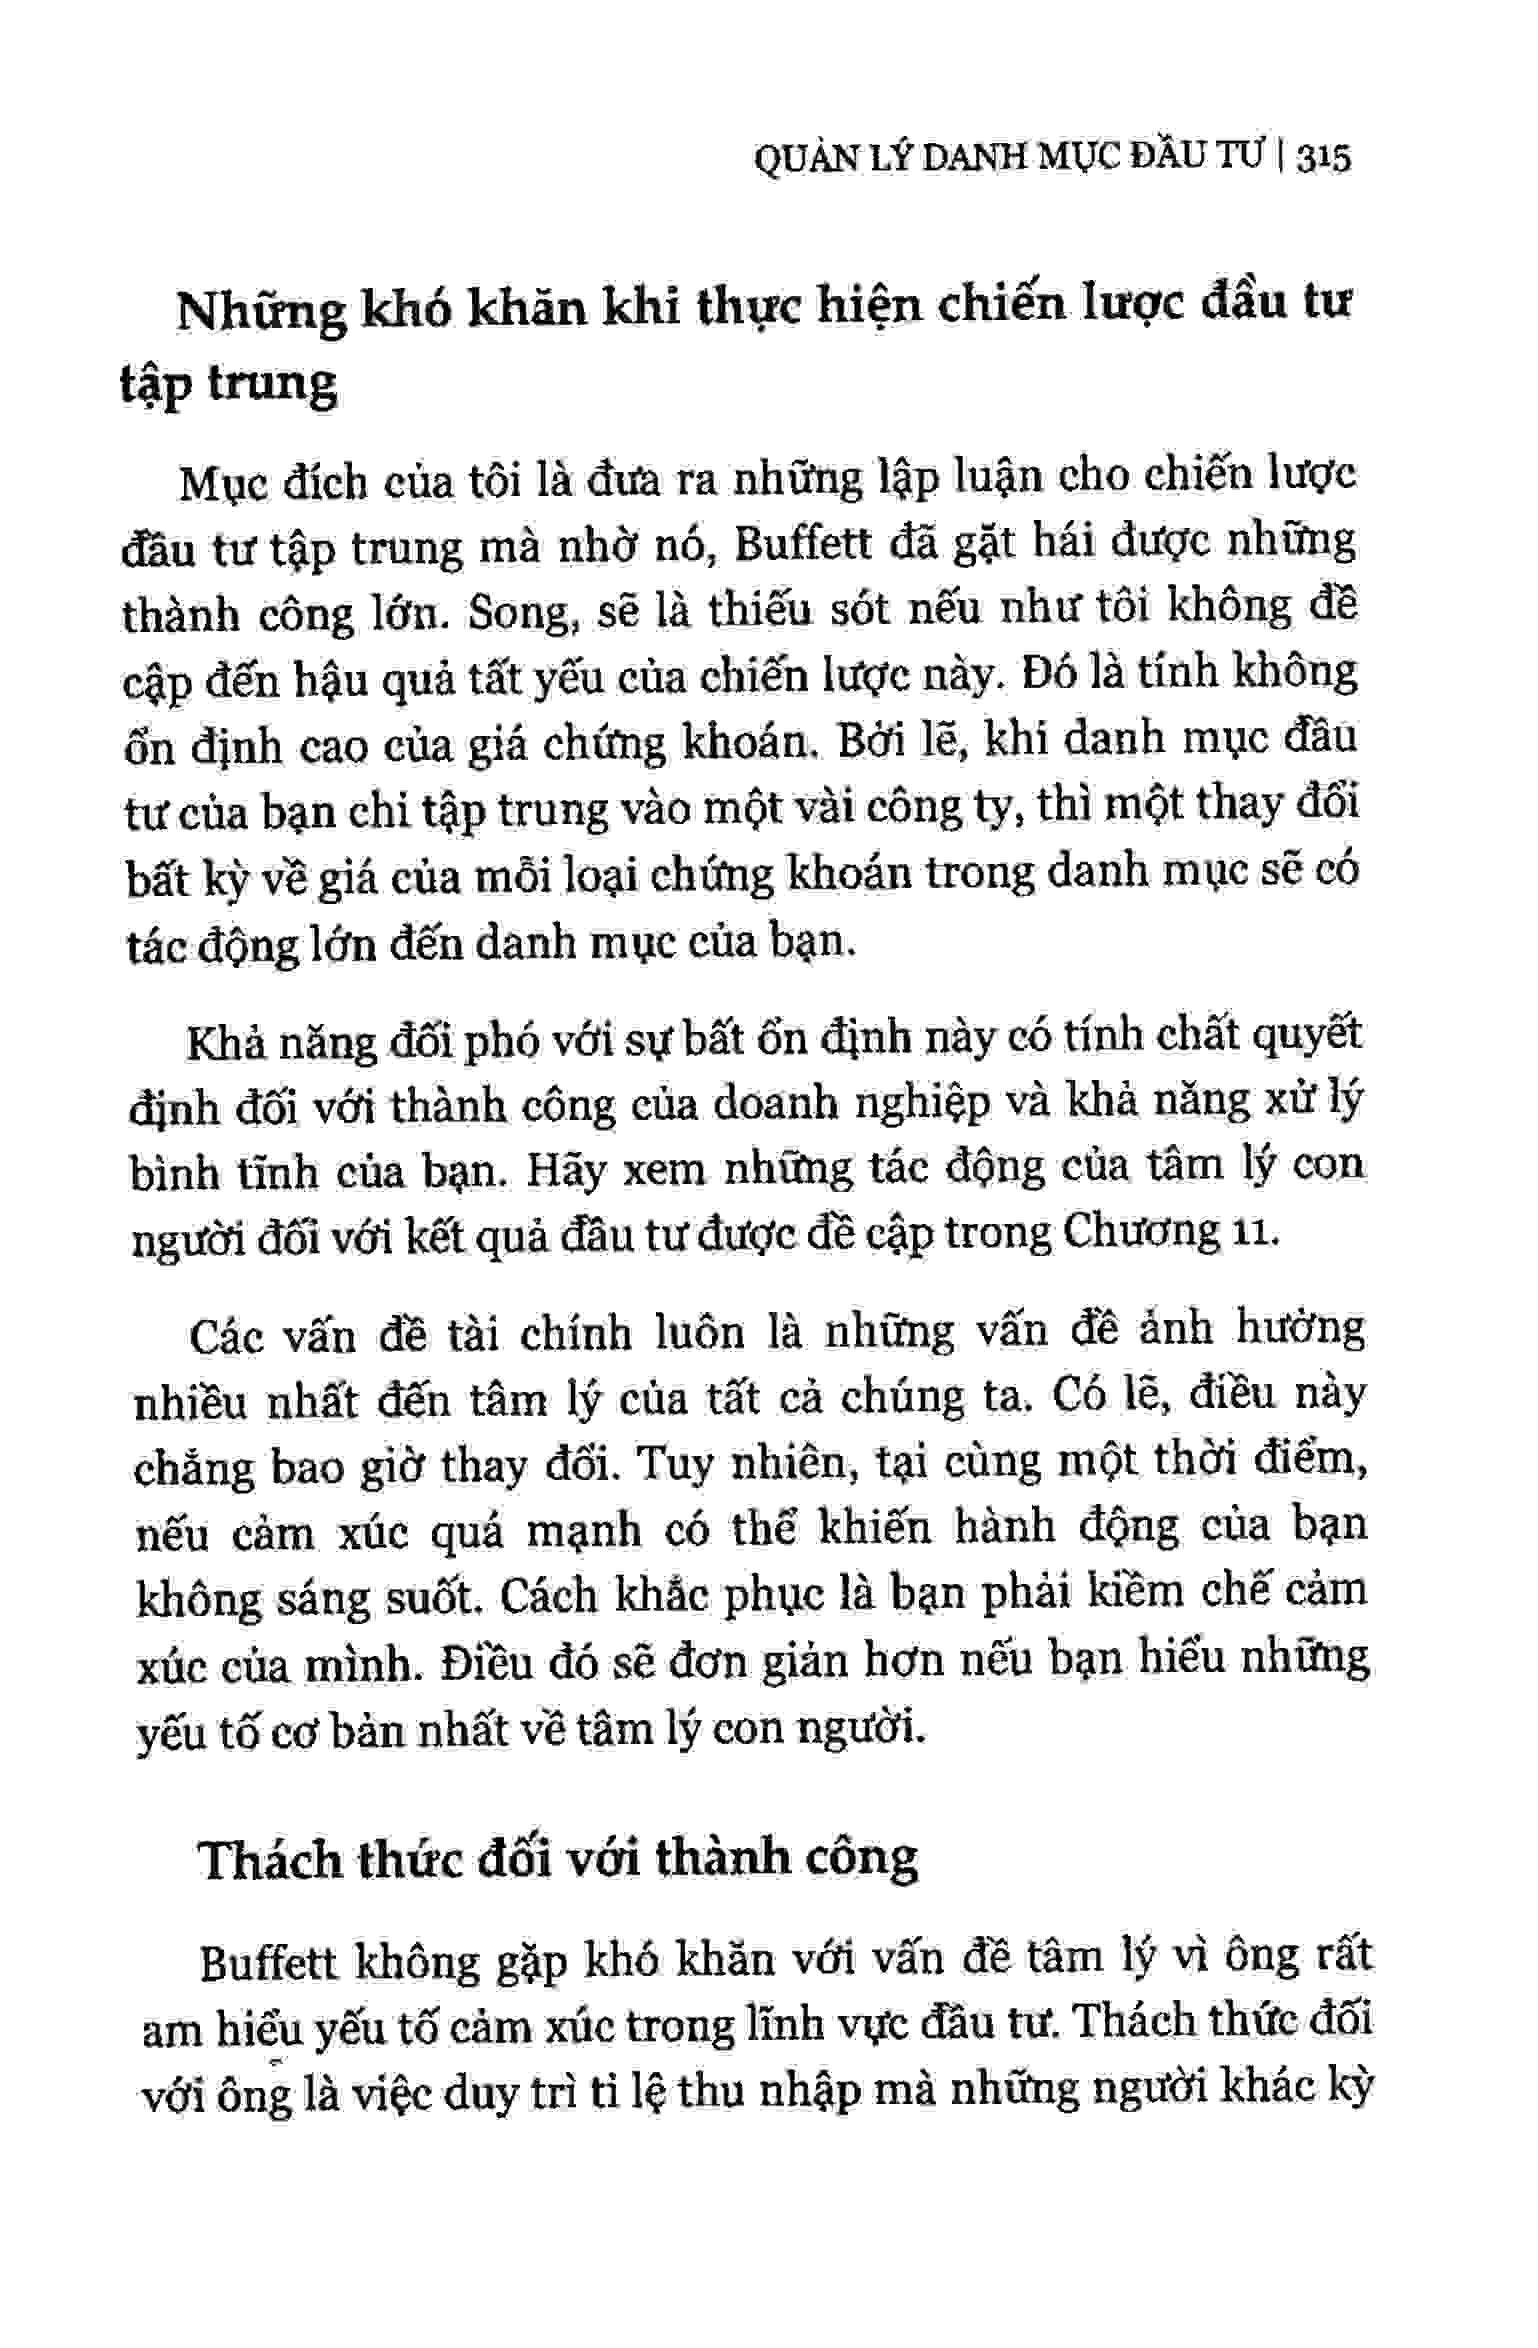 QUẢN LÝ DANH MỤC ĐẦU TƯ | 315
Những khó khăn khi thực hiện chiến lược đầu tư
tập trung
Mục đích của tôi là đưa ra những lập luận cho chiến lược
đầu tư tập trung mà nhờ nó, Buffett đã gặt hái được những
thành công lớn. Song, sẽ là thiếu sót nếu như tôi không đề
cập đến hậu quả tất yếu của chiến lược này. Đó là tính không
ổn định cao của giá chứng khoán. Bởi lẽ, khi danh mục đầu
tư của bạn chỉ tập trung vào một vài công ty, thì một thay đổi
bất kỳ về giá của mỗi loại chứng khoán trong danh mục sẽ có
tác động lớn đến danh mục của bạn.
Khả năng đối phó với sự bất ổn định này có tính chất quyết
định đối với thành công của doanh nghiệp và khả năng xử lý
bình tĩnh của bạn. Hãy xem những tác động của tâm lý con
người đối với kết quả đầu tư được đề cập trong Chương 11.
Các vấn đề tài chính luôn là những vấn đề ảnh hưởng
nhiều nhất đến tâm lý của tất cả chúng ta. Có lẽ, điều này
chẳng bao giờ thay đổi. Tuy nhiên, tại cùng một thời điểm,
nếu cảm xúc quá mạnh có thể khiến hành động của bạn
không sáng suốt. Cách khắc phục là bạn phải kiềm chế cảm
xúc của mình. Điều đó sẽ đơn giản hơn nếu bạn hiểu những
yếu tố cơ bản nhất về tâm lý con người.
Thách thức đối với thành công
Buffett không gặp khó khăn với vấn đề tâm lý vì ông rất
am hiểu yếu tố cảm xúc trong lĩnh vực đầu tư. Thách thức đối
với ông là việc duy trì tỉ lệ thu nhập mà những người khác kỳ